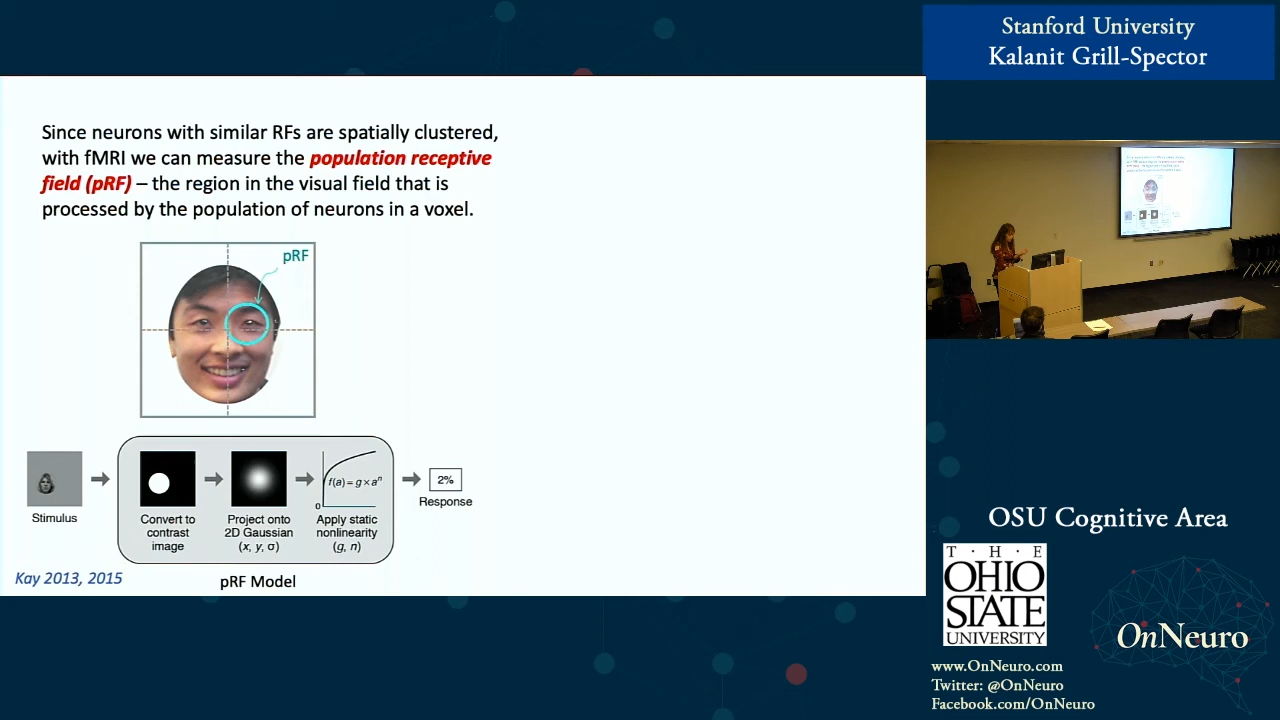 Stanford University
Kalanit Grill-Spector
Since neurons with similar RFs are spatially clustered,
with fMRI we can measure the population receptive
field (pRF) – the region in the visual field that is
processed by the population of neurons in a voxel.
pRF
f(a) = g × aⁿ
0
2%
Stimulus
Convert to
contrast
image
Project onto
2D Gaussian
(x, y, σ)
Apply static
nonlinearity
(g, n)
Response
Kay 2013, 2015
pRF Model
OSU Cognitive Area
T · H · E
OHIO
STATE
UNIVERSITY
OnNeuro
www.OnNeuro.com
Twitter: @OnNeuro
Facebook.com/OnNeuro